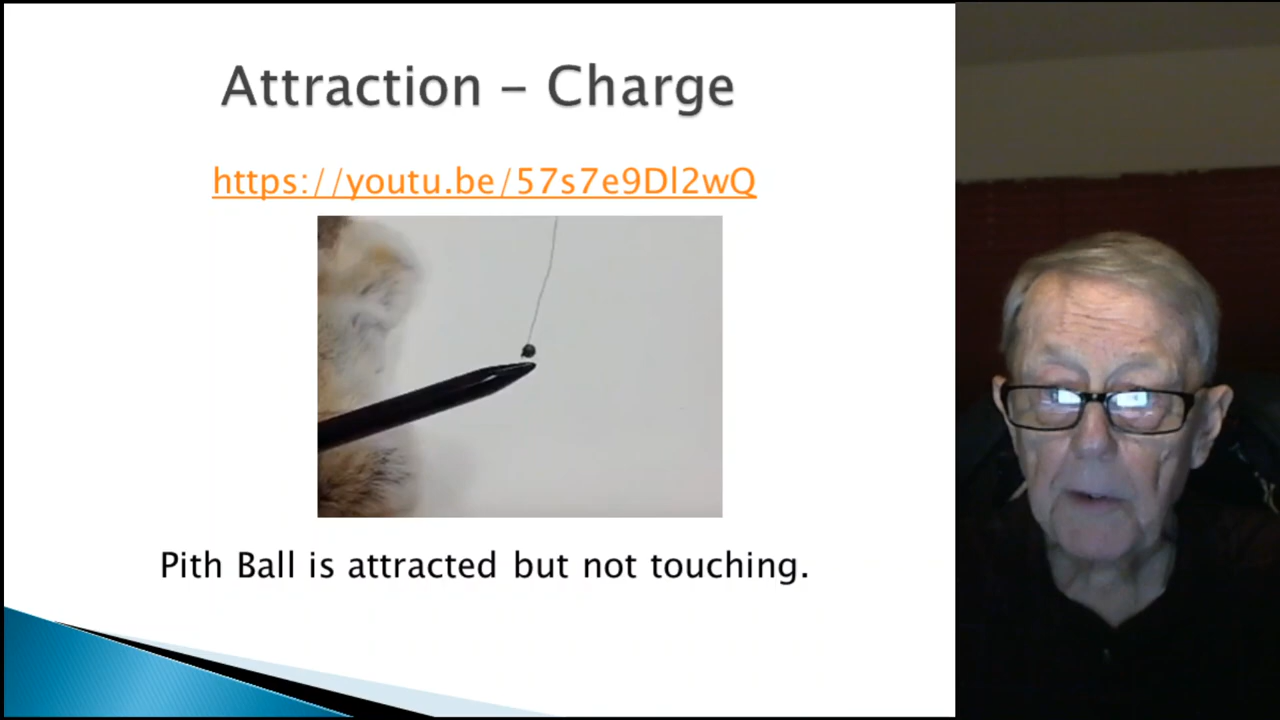 Attraction – Charge
https://youtu.be/57s7e9Dl2wQ
Pith Ball is attracted but not touching.